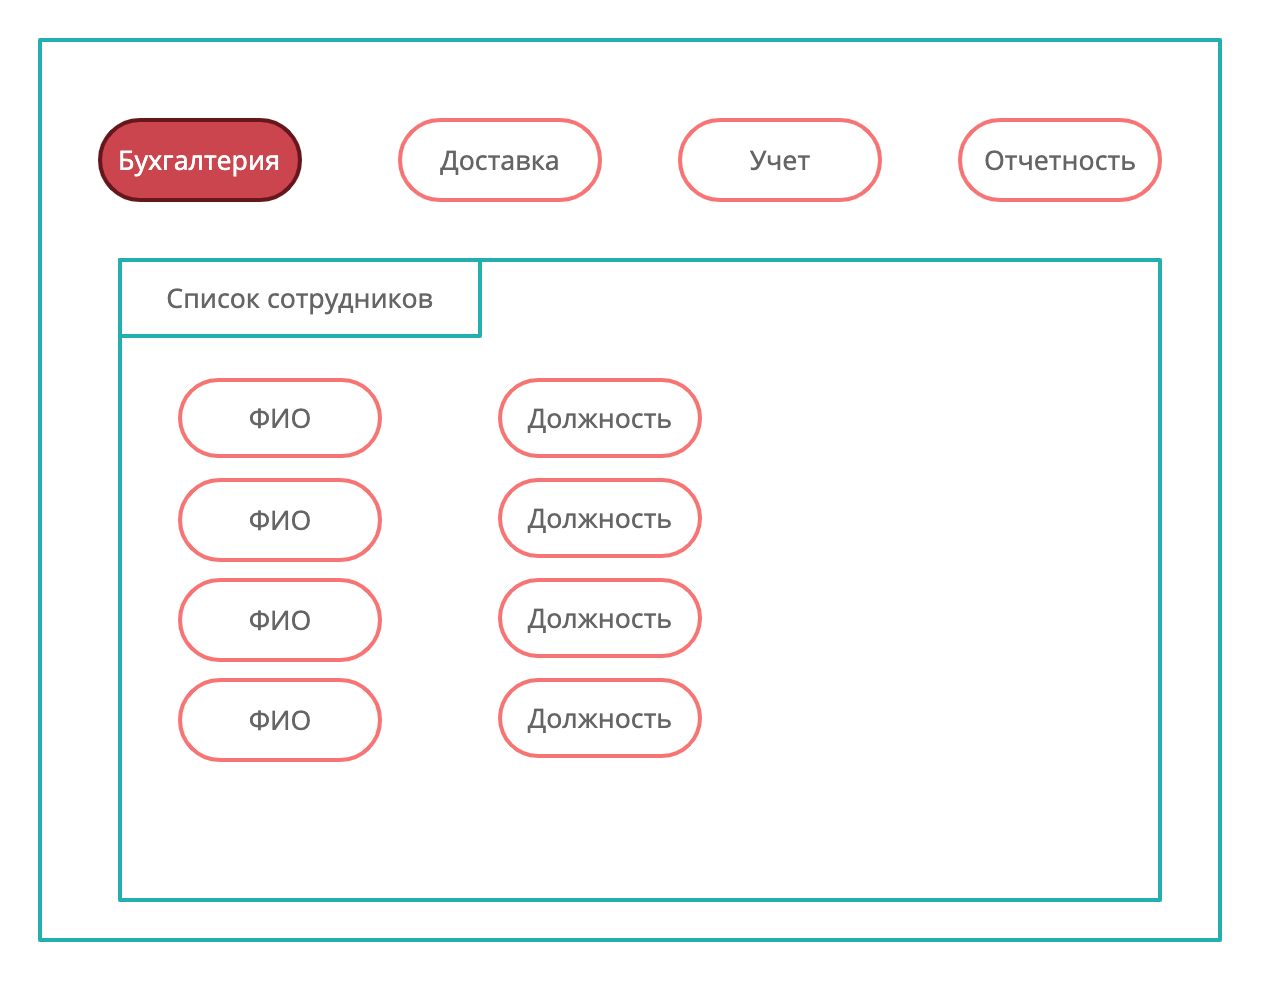 Бухгалтерия
Доставка
Учет
Отчетность
Список сотрудников
ФИО
Должность
ФИО
Должность
ФИО
Должность
ФИО
Должность